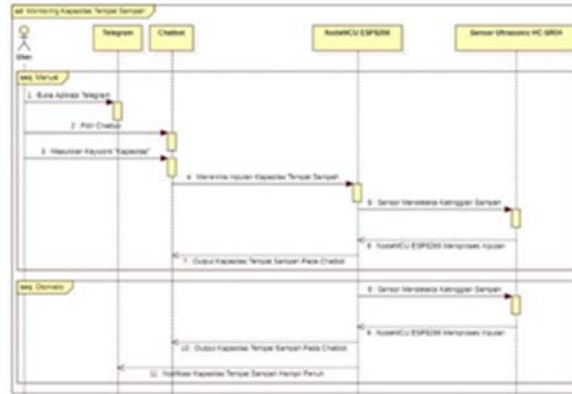 sd Monitoring Kapasitas Tempat Sampah
Telegram
Chatbot
NodeMCU ESP8266
Sensor Ultrasonic HC-SR04
User
seq Manual
1 : Buka Aplikasi Telegram
2 : Pilih Chatbot
3 : Masukkan Keyword "Kapasitas"
4 : Menerima Inputan Kapasitas Tempat Sampah
5 : Sensor Mendeteksi Ketinggian Sampah
6 : NodeMCU ESP8266 Memproses Inputan
7 : Output Kapasitas Tempat Sampah Pada Chatbot
seq Otomatis
8 : Sensor Mendeteksi Ketinggian Sampah
9 : NodeMCU ESP8266 Memproses Inputan
10 : Output Kapasitas Tempat Sampah Pada Chatbot
11 : Notifikasi Kapasitas Tempat Sampah Hampir Penuh